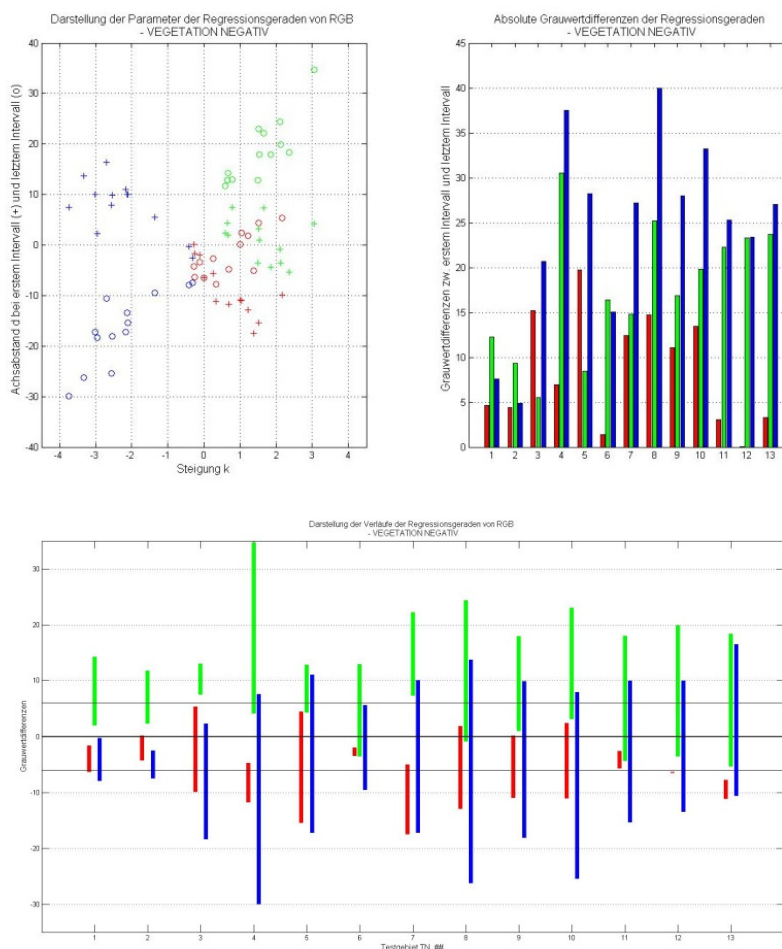 Darstellung der Parameter der Regressionsgeraden von RGB
- VEGETATION NEGATIV
Achsabstand d bei erstem Intervall (+) und letztem Intervall (o)
40
30
20
10
0
-10
-20
-30
-40
-4 -3 -2 -1 0 1 2 3 4
Steigung k
Absolute Grauwertdifferenzen der Regressionsgeraden
- VEGETATION NEGATIV
Grauwertdifferenzen zw. erstem Intervall und letztem Intervall
45
40
35
30
25
20
15
10
5
0
1 2 3 4 5 6 7 8 9 10 11 12 13
Darstellung der Verläufe der Regressionsgeraden von RGB
- VEGETATION NEGATIV
Grauwertdifferenzen
30
20
10
0
-10
-20
-30
1 2 3 4 5 6 7 8 9 10 11 12 13
Testgebiet TN_##